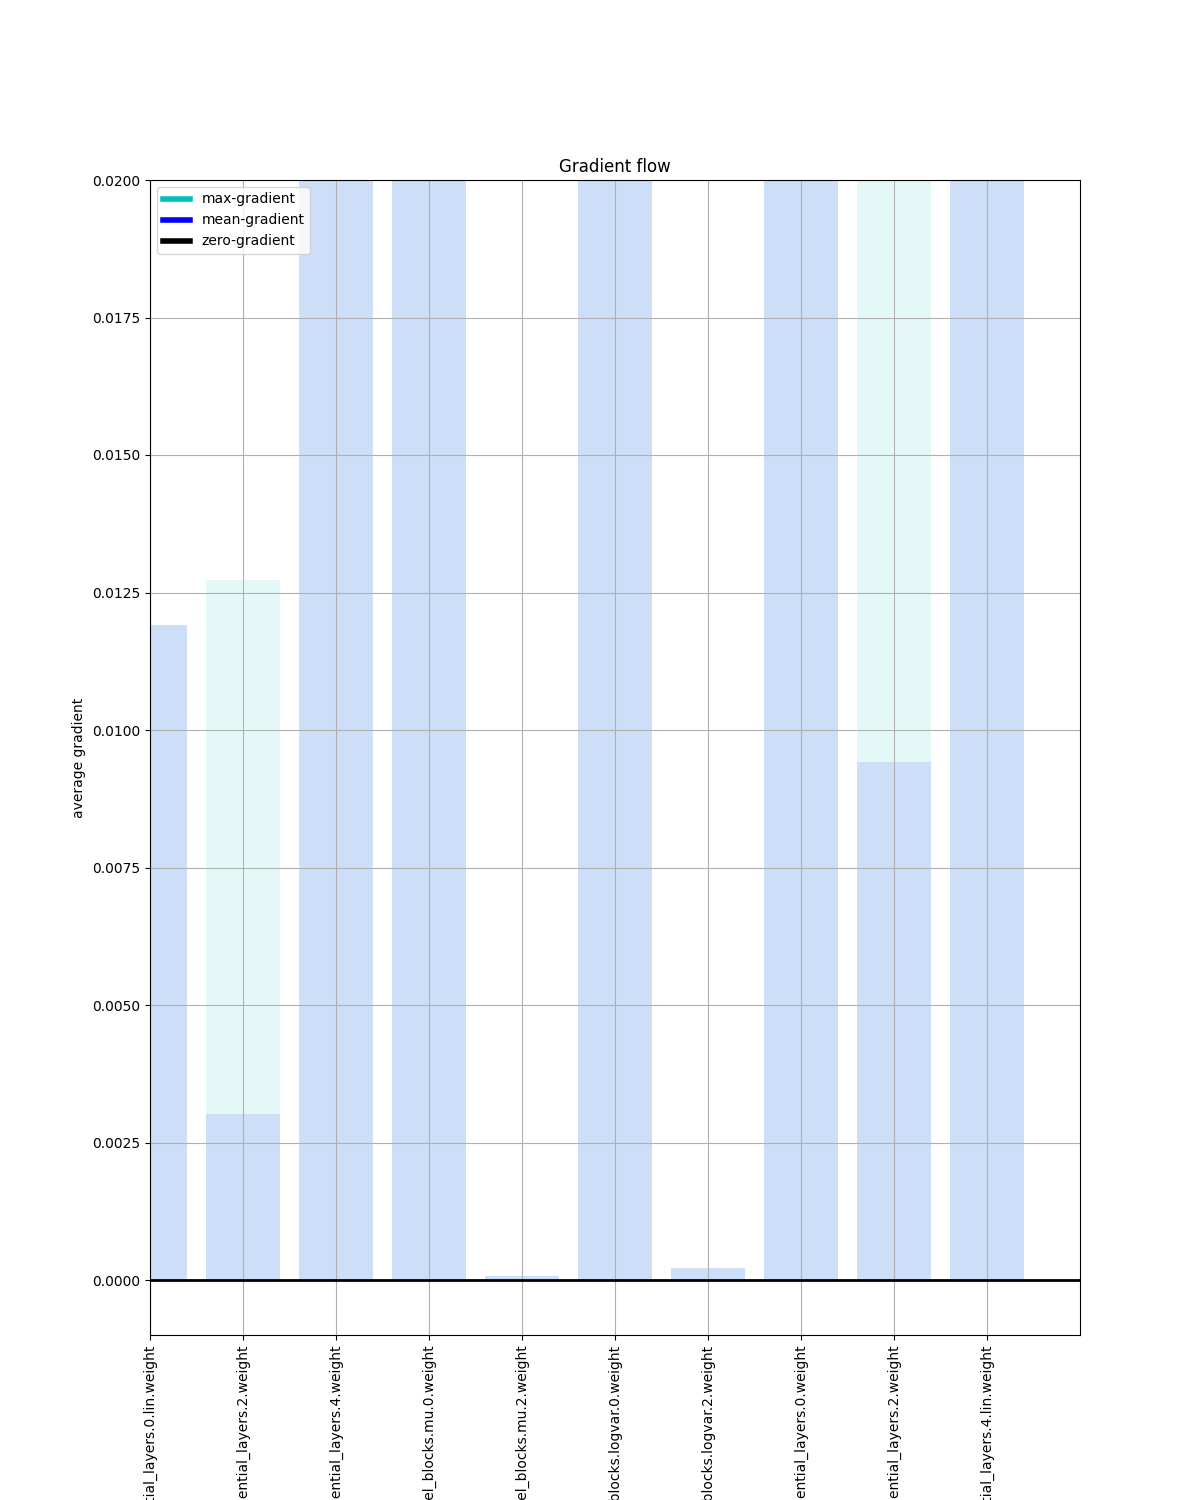 Gradient flow
max-gradient
mean-gradient
zero-gradient
0.0200
0.0175
0.0150
0.0125
0.0100
0.0075
0.0050
0.0025
0.0000
average gradient
tial_layers.0.lin.weight
ential_layers.2.weight
ential_layers.4.weight
el_blocks.mu.0.weight
el_blocks.mu.2.weight
blocks.logvar.0.weight
blocks.logvar.2.weight
ential_layers.0.weight
ential_layers.2.weight
tial_layers.4.lin.weight